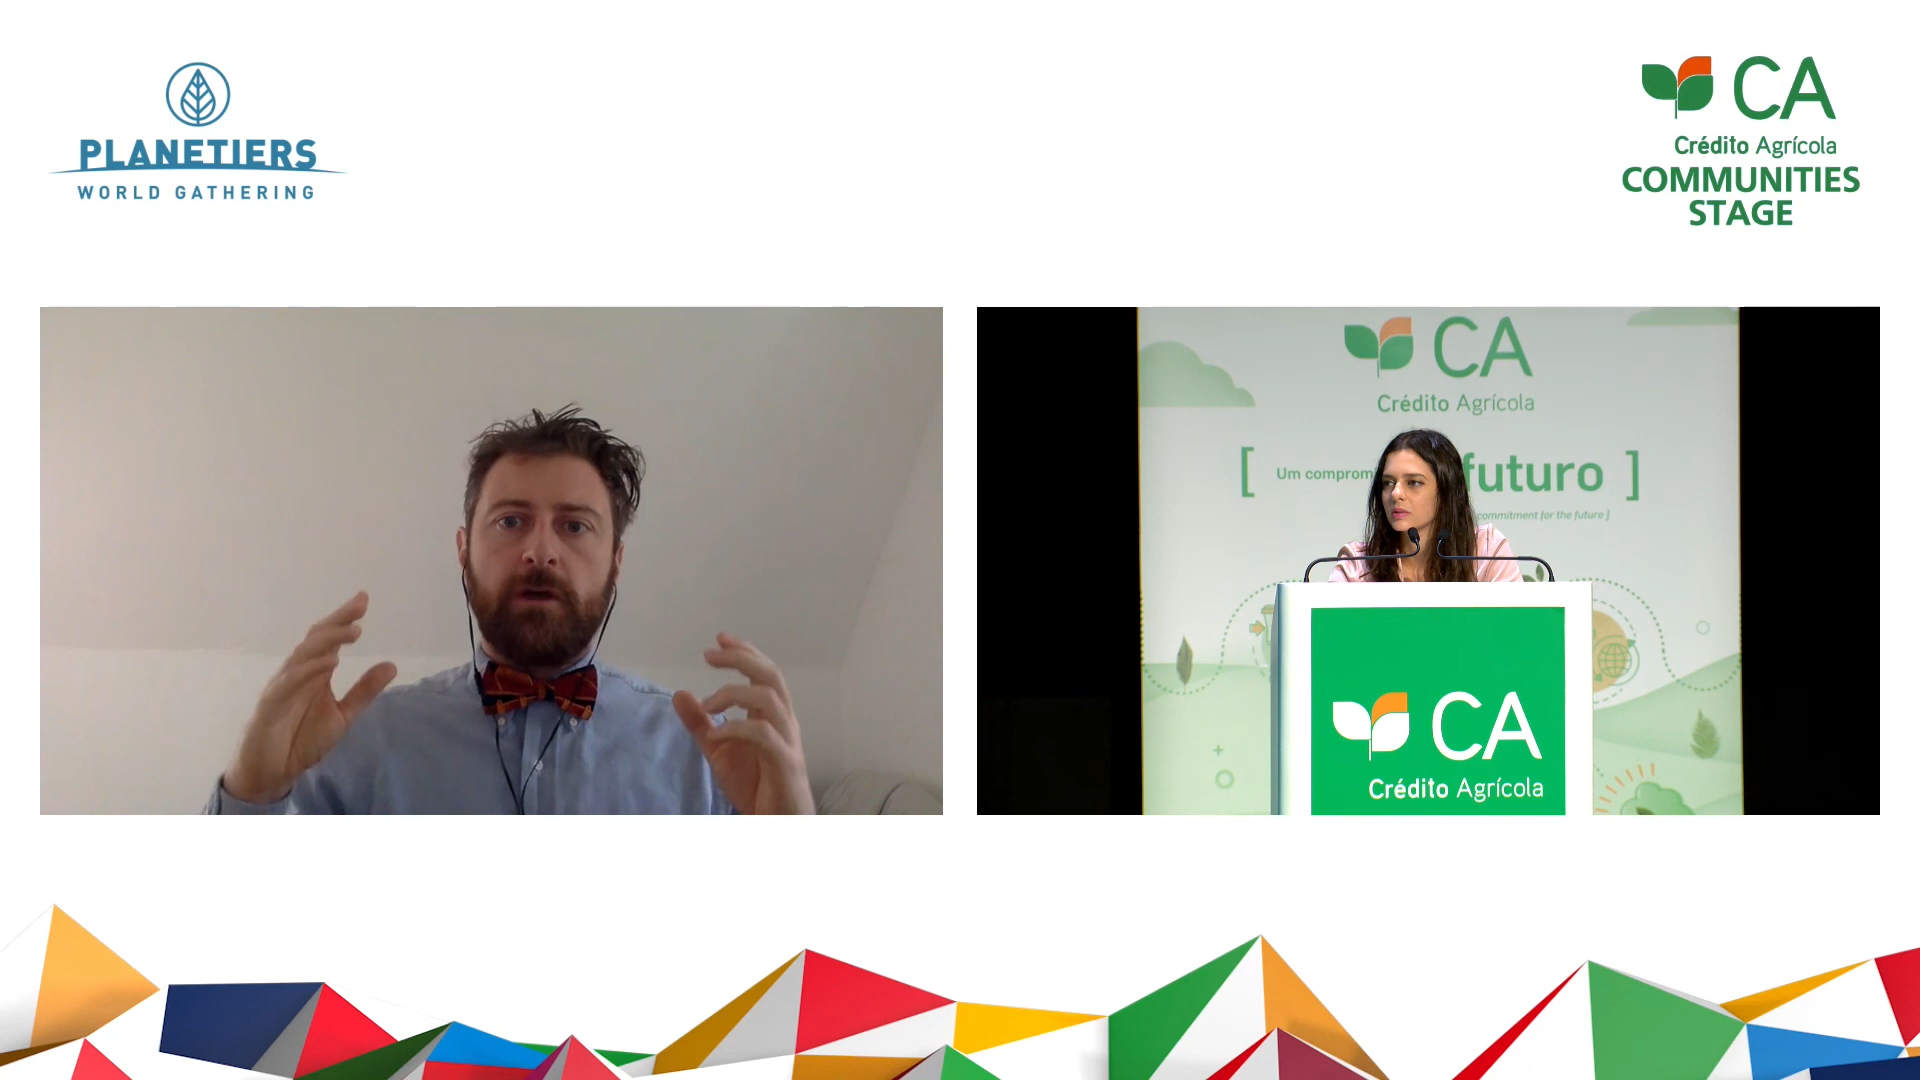 PLANETIERS
WORLD GATHERING
CA
Crédito Agrícola
COMMUNITIES
STAGE
CA
Crédito Agrícola
[ Um comprom futuro ]
commitment for the future ]
CA
Crédito Agrícola